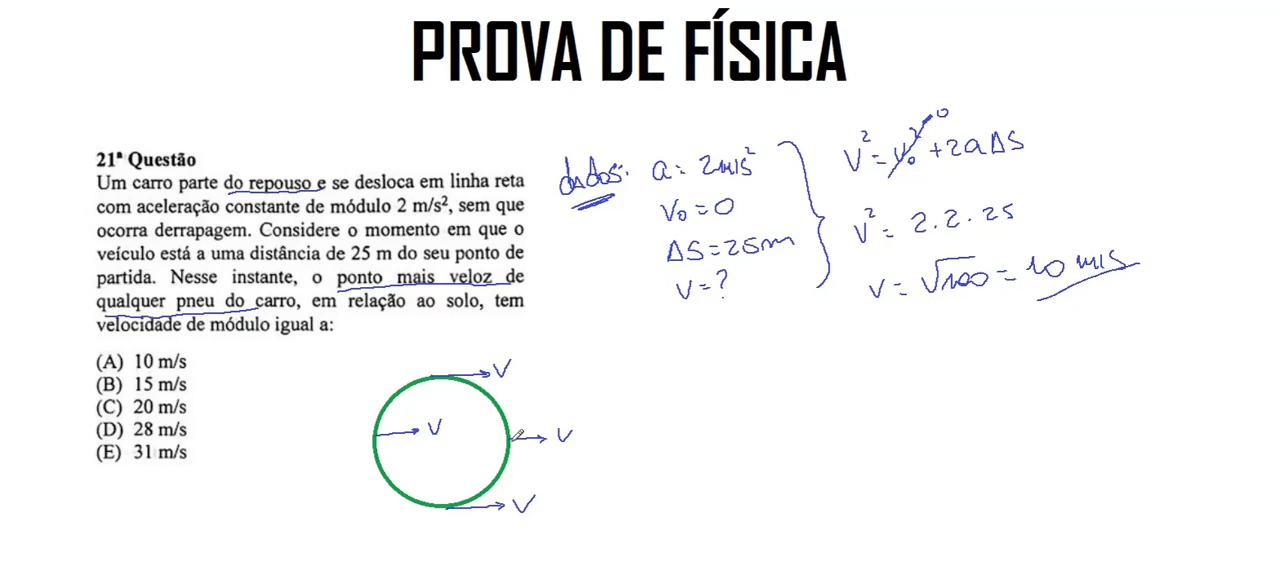 PROVA DE FÍSICA
21ª Questão
Um carro parte do repouso e se desloca em linha reta
com aceleração constante de módulo 2 m/s², sem que
ocorra derrapagem. Considere o momento em que o
veículo está a uma distância de 25 m do seu ponto de
partida. Nesse instante, o ponto mais veloz de
qualquer pneu do carro, em relação ao solo, tem
velocidade de módulo igual a:
(A) 10 m/s
(B) 15 m/s
(C) 20 m/s
(D) 28 m/s
(E) 31 m/s
dados: a = 2m/s²
V₀ = 0
ΔS = 25m
V = ?
V² = V₀² 0 + 2aΔS
V² = 2.2.25
V = √100 = 10 m/s
V
V
V
V